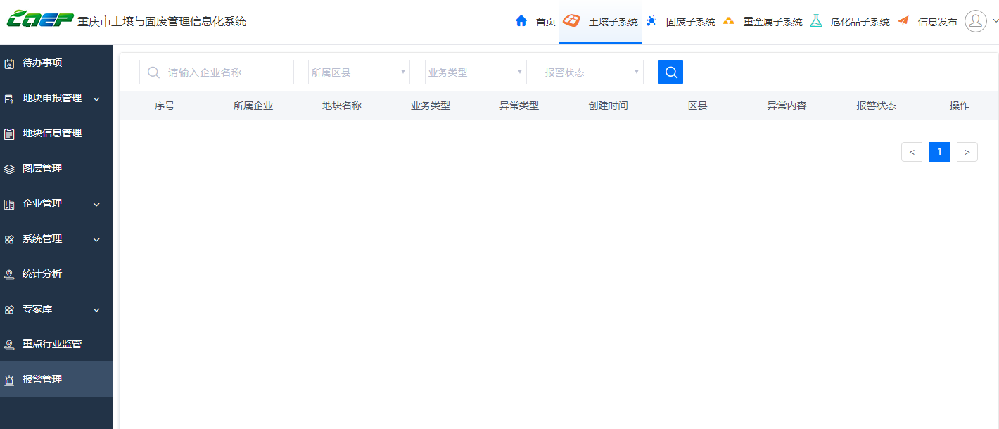 CQEP 重庆市土壤与固废管理信息化系统 首页 土壤子系统 固废子系统 重金属子系统 危化品子系统 信息发布
待办事项
地块申报管理
地块信息管理
图层管理
企业管理
系统管理
统计分析
专家库
重点行业监管
报警管理
请输入企业名称 所属区县 业务类型 报警状态
序号 所属企业 地块名称 业务类型 异常类型 创建时间 区县 异常内容 报警状态 操作
< 1 >